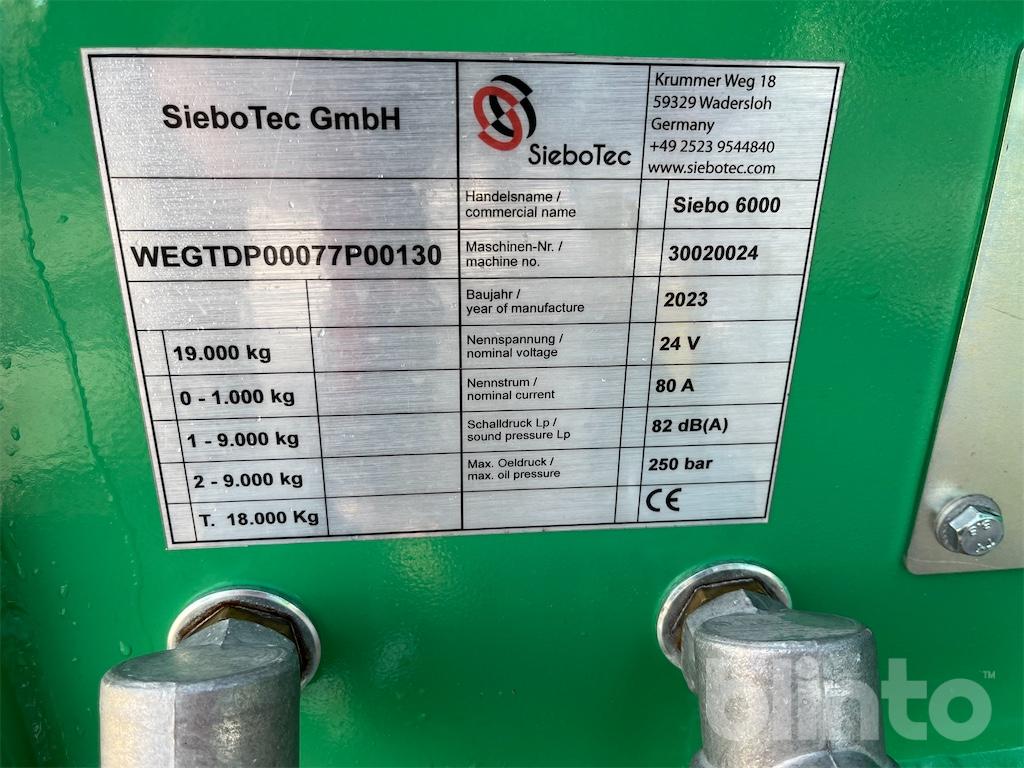 SieboTec GmbH
SieboTec
Krummer Weg 18
59329 Wadersloh
Germany
+49 2523 9544840
www.siebotec.com
Handelsname /
commercial name
Siebo 6000
WEGTDP00077P00130
Maschinen-Nr. /
machine no.
30020024
Baujahr /
year of manufacture
2023
19.000 kg
Nennspannung /
nominal voltage
24 V
0 - 1.000 kg
Nennstrum /
nominal current
80 A
1 - 9.000 kg
Schalldruck Lp /
sound pressure Lp
82 dB(A)
2 - 9.000 kg
Max. Oeldruck /
max. oil pressure
250 bar
T. 18.000 Kg
CE
blinto™